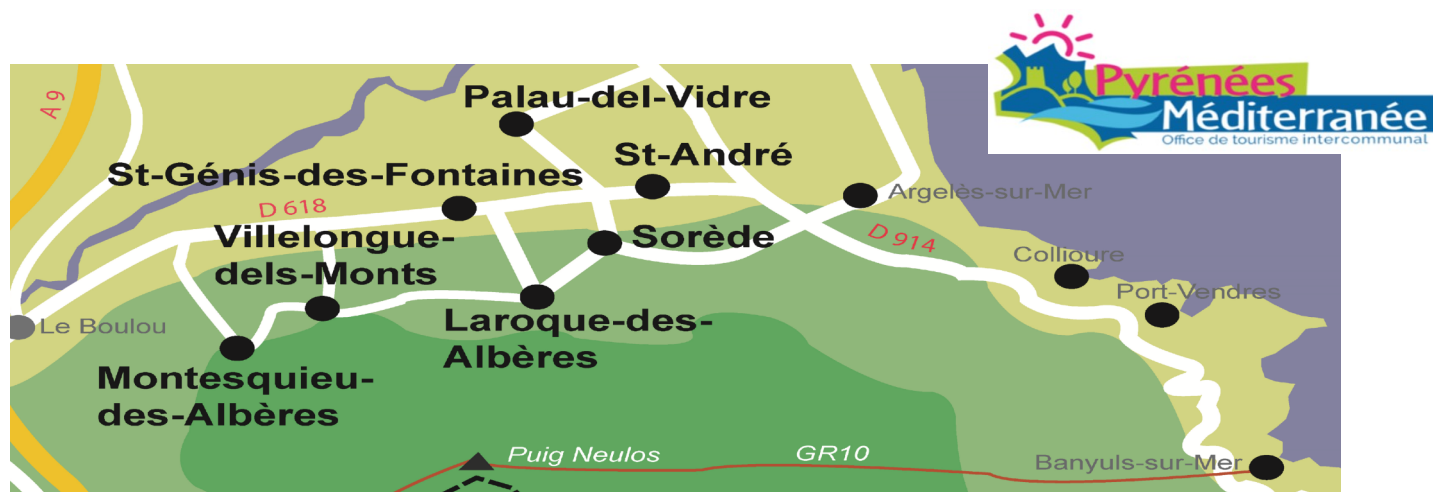 Pyrénées
Méditerranée
Office de tourisme intercommunal
A 9
Palau-del-Vidre
St-André
St-Génis-des-Fontaines
Argelès-sur-Mer
D 618
Villelongue-
dels-Monts
Sorède
D 914
Collioure
Port-Vendres
Le Boulou
Laroque-des-
Albères
Montesquieu-
des-Albères
Puig Neulos
GR10
Banyuls-sur-Mer